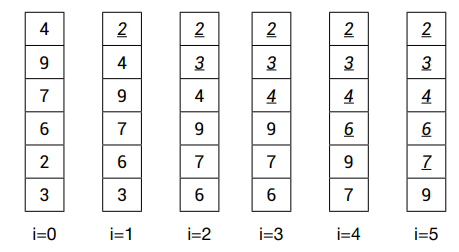 4 2 2 2 2 2
9 4 3 3 3 3
7 9 4 4 4 4
6 7 9 9 6 6
2 6 7 7 9 7
3 3 6 6 7 9
i=0 i=1 i=2 i=3 i=4 i=5